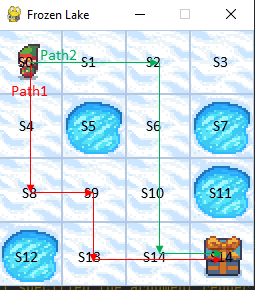 Frozen Lake
S0 Path2 S1 S2 S3
Path1
S4 S5 S6 S7
S8 S9 S10 S11
S12 S13 S14 S14